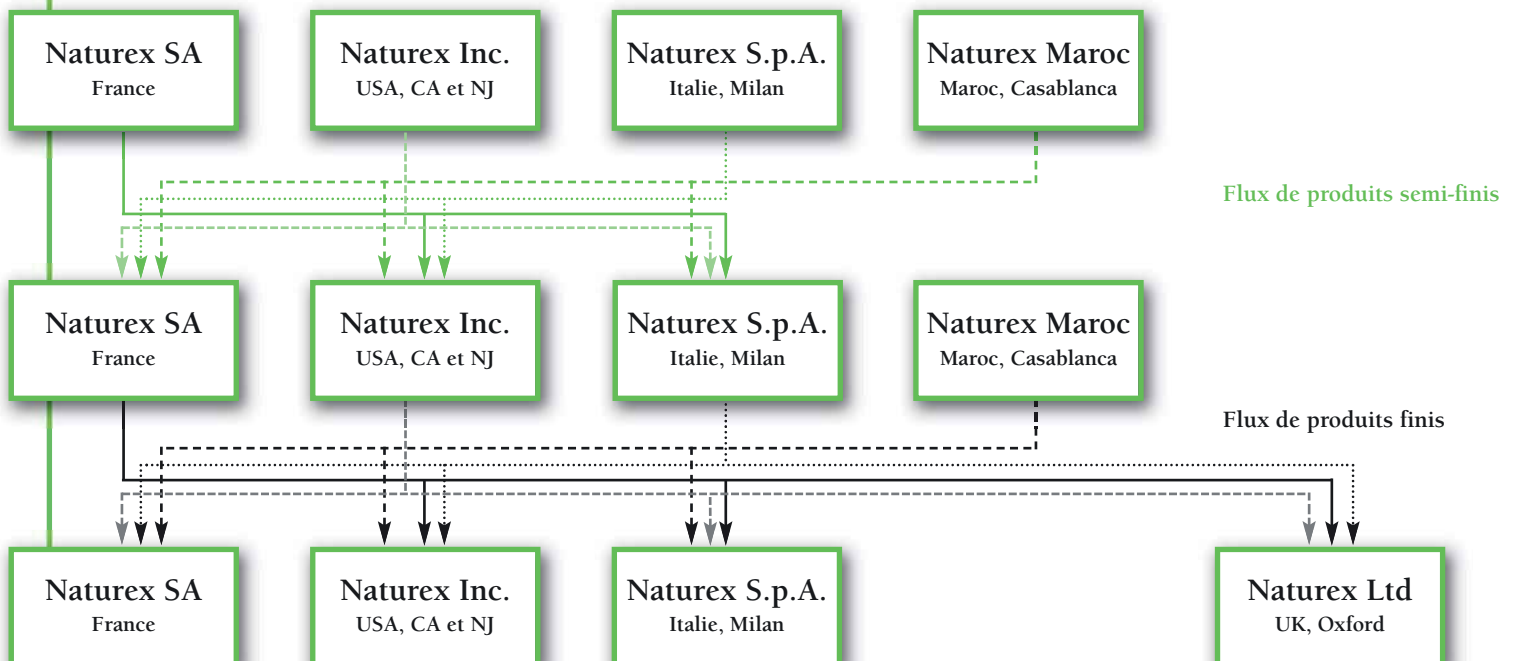 Naturex SA
France
Naturex Inc.
USA, CA et NJ
Naturex S.p.A.
Italie, Milan
Naturex Maroc
Maroc, Casablanca
Flux de produits semi-finis
Naturex SA
France
Naturex Inc.
USA, CA et NJ
Naturex S.p.A.
Italie, Milan
Naturex Maroc
Maroc, Casablanca
Flux de produits finis
Naturex SA
France
Naturex Inc.
USA, CA et NJ
Naturex S.p.A.
Italie, Milan
Naturex Ltd
UK, Oxford